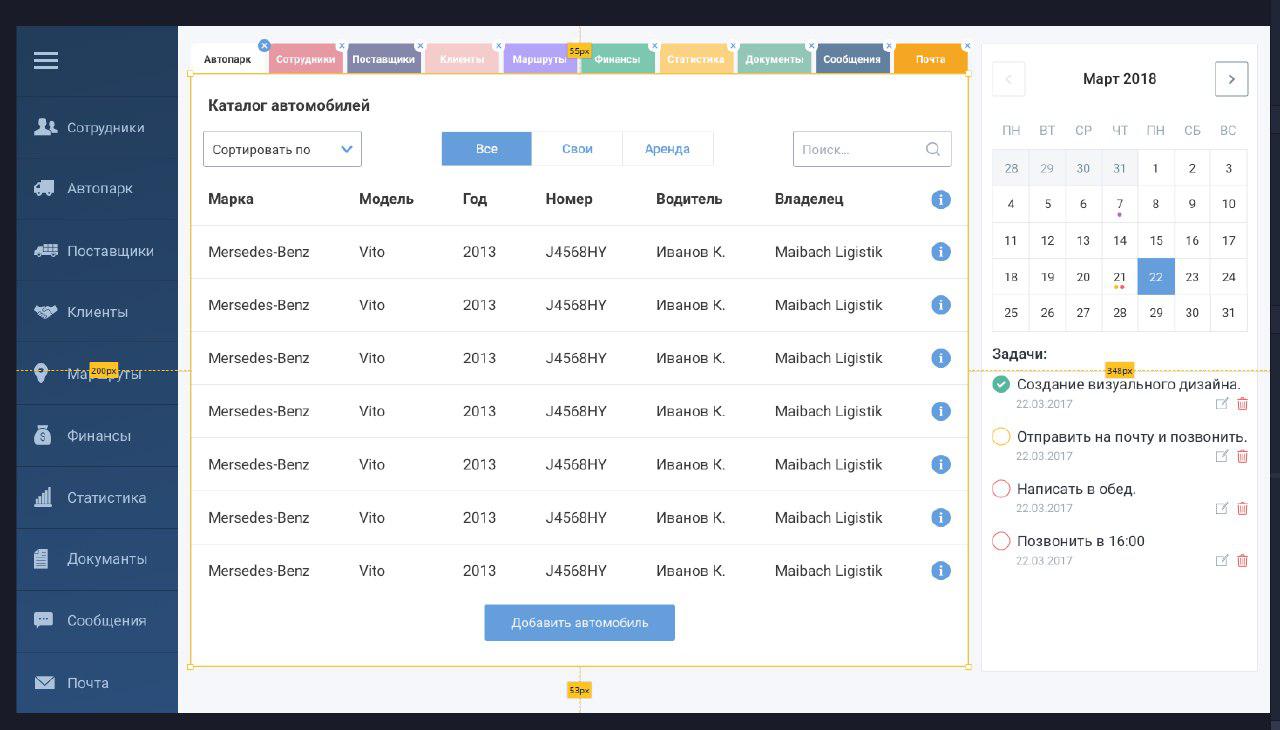 Автопарк Сотрудники Поставщики Клиенты Маршруты 55px Финансы Статистика Документы Сообщения Почта
Сотрудники
Автопарк
Поставщики
Клиенты
Маршруты
200px
Финансы
Статистика
Докуманты
Сообщения
Почта
Каталог автомобилей
Сортировать по Все Свои Аренда Поиск...
Марка Модель Год Номер Водитель Владелец
Mersedes-Benz Vito 2013 J4568HY Иванов К. Maibach Ligistik
Mersedes-Benz Vito 2013 J4568HY Иванов К. Maibach Ligistik
Mersedes-Benz Vito 2013 J4568HY Иванов К. Maibach Ligistik
Mersedes-Benz Vito 2013 J4568HY Иванов К. Maibach Ligistik
Mersedes-Benz Vito 2013 J4568HY Иванов К. Maibach Ligistik
Mersedes-Benz Vito 2013 J4568HY Иванов К. Maibach Ligistik
Mersedes-Benz Vito 2013 J4568HY Иванов К. Maibach Ligistik
Добавить автомобиль
53px
Март 2018
ПН ВТ СР ЧТ ПН СБ ВС
28 29 30 31 1 2 3
4 5 6 7 8 9 10
11 12 13 14 15 16 17
18 19 20 21 22 23 24
25 26 27 28 29 30 31
Задачи:
348px
Создание визуального дизайна.
22.03.2017
Отправить на почту и позвонить.
22.03.2017
Написать в обед.
22.03.2017
Позвонить в 16:00
22.03.2017